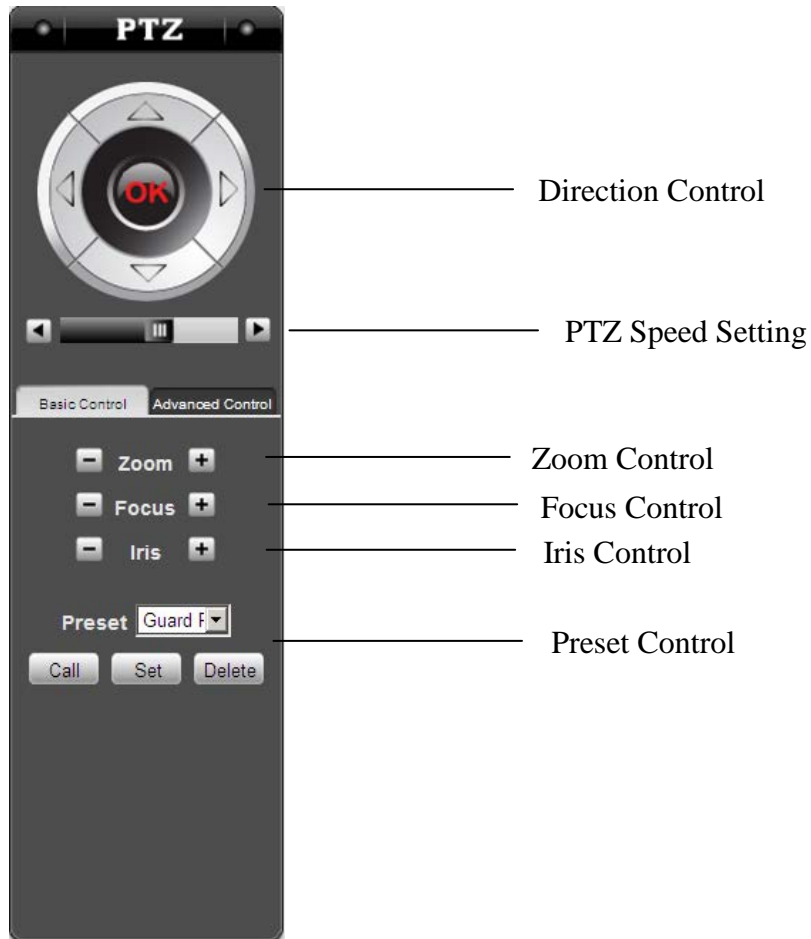 PTZ
OK
Direction Control
PTZ Speed Setting
Basic Control Advanced Control
- Zoom + Zoom Control
- Focus + Focus Control
- Iris + Iris Control
Preset Guard
Preset Control
Call Set Delete